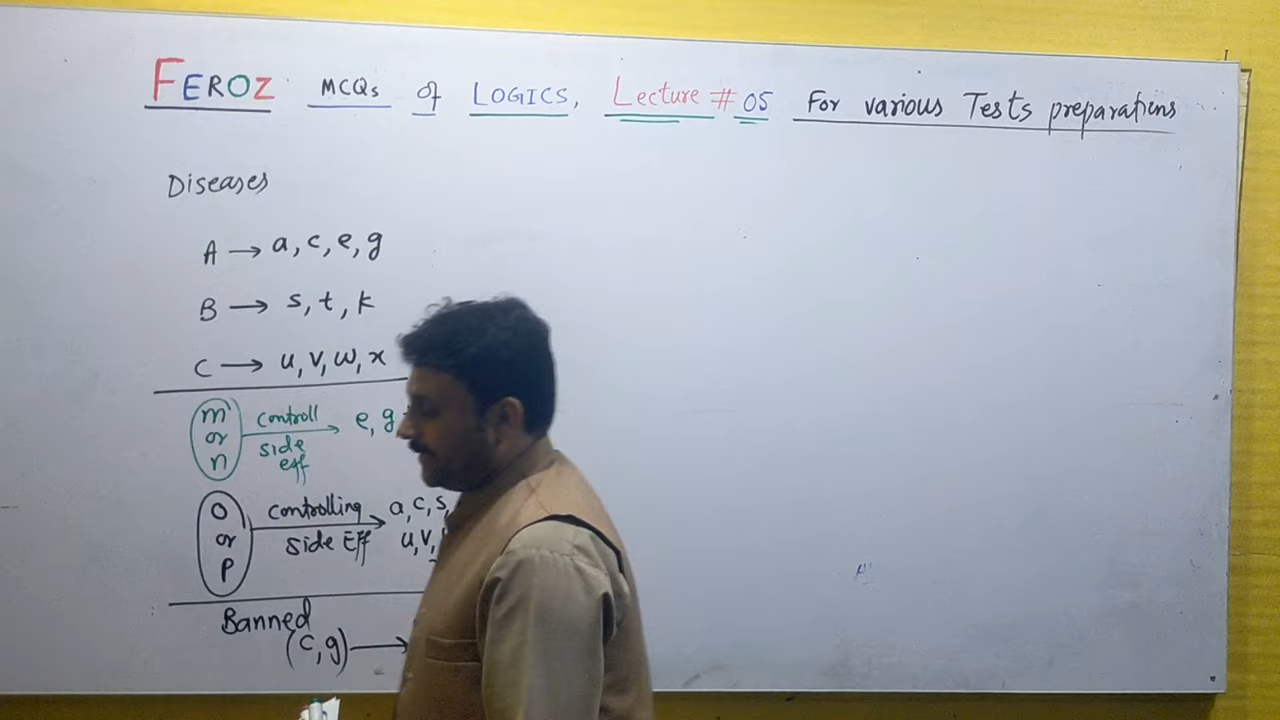 FEROZ MCQs of LOGICS, Lecture # 05 For various Tests preparations
Diseases
A → a, c, e, g
B → s, t, k
C → u, v, w, x
m or n controll side eff → e, g
O or P controlling side Eff → a, c, s,
u, v,
Banned
(c, g) →